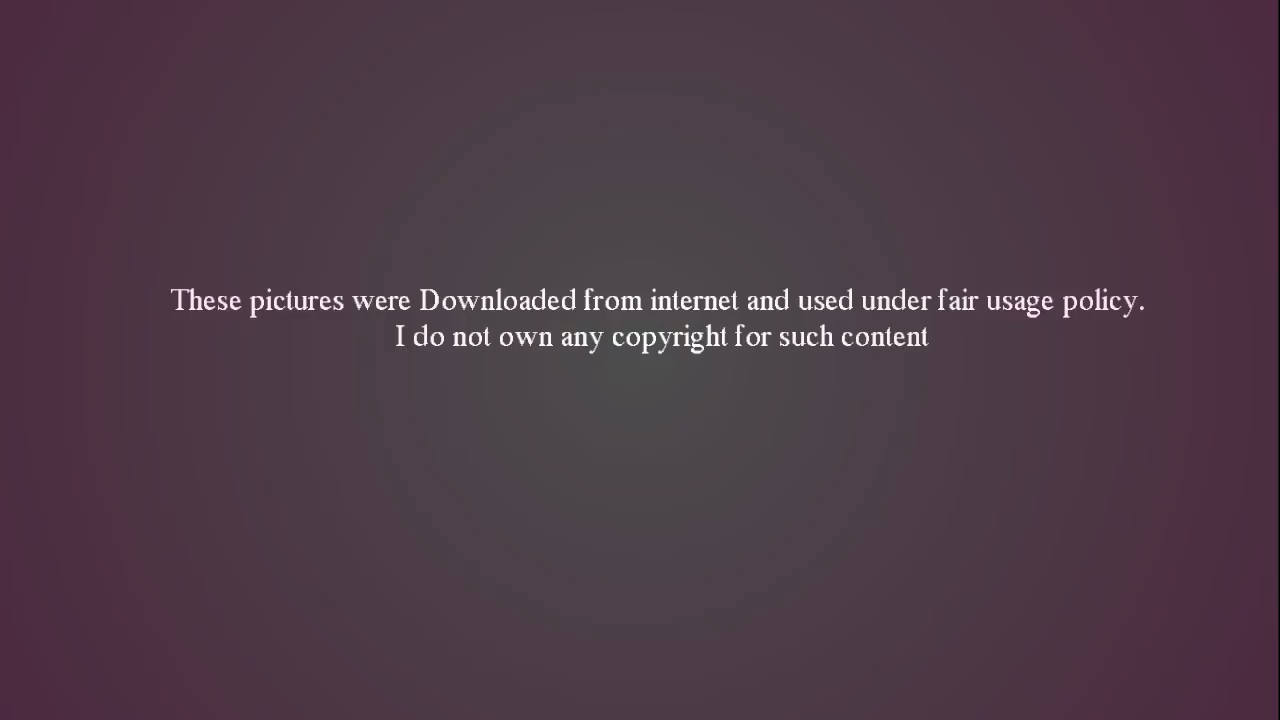 These pictures were Downloaded from internet and used under fair usage policy.
I do not own any copyright for such content